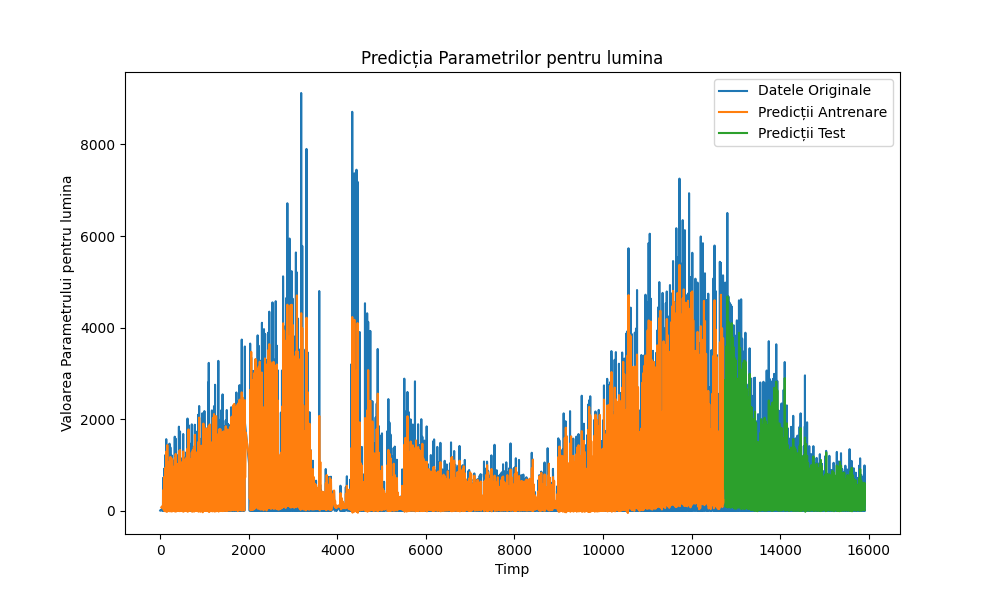 Predicția Parametrilor pentru lumina
Datele Originale
Predicții Antrenare
Predicții Test
Valoarea Parametrului pentru lumina
8000
6000
4000
2000
0
0 2000 4000 6000 8000 10000 12000 14000 16000
Timp